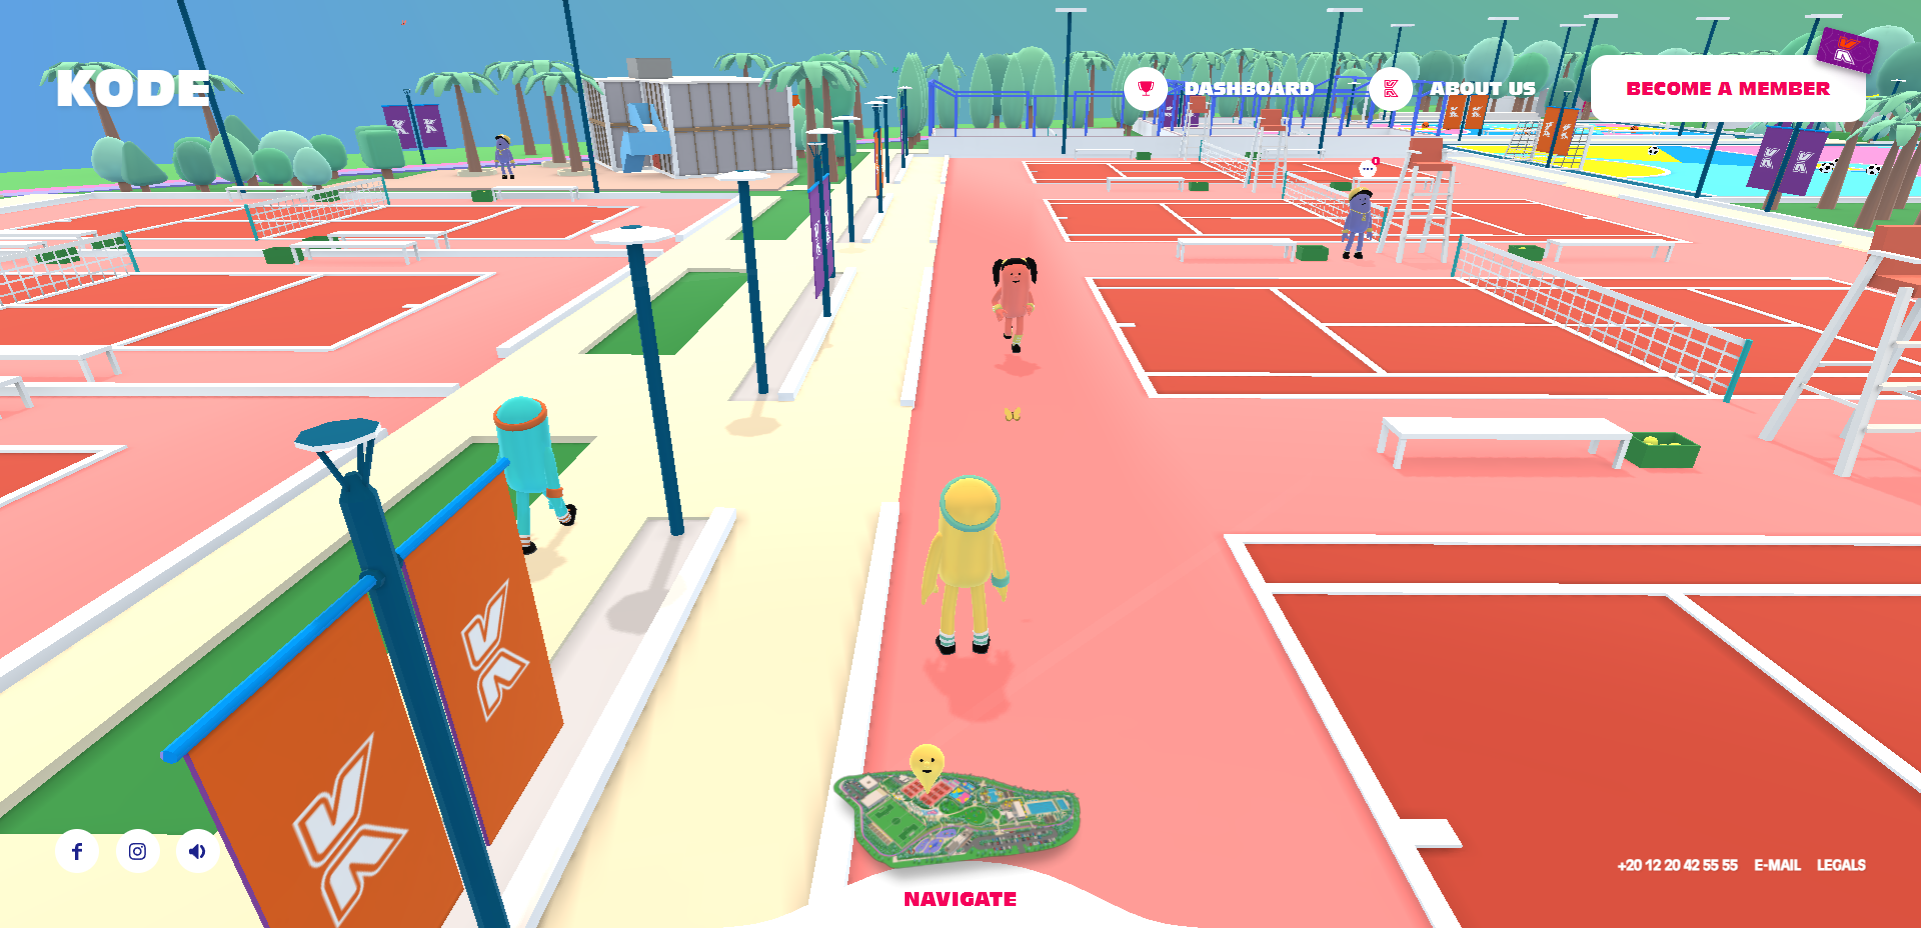 KODE
DASHBOARD
ABOUT US
BECOME A MEMBER
NAVIGATE
+20 12 20 42 55 55 E-MAIL LEGALS